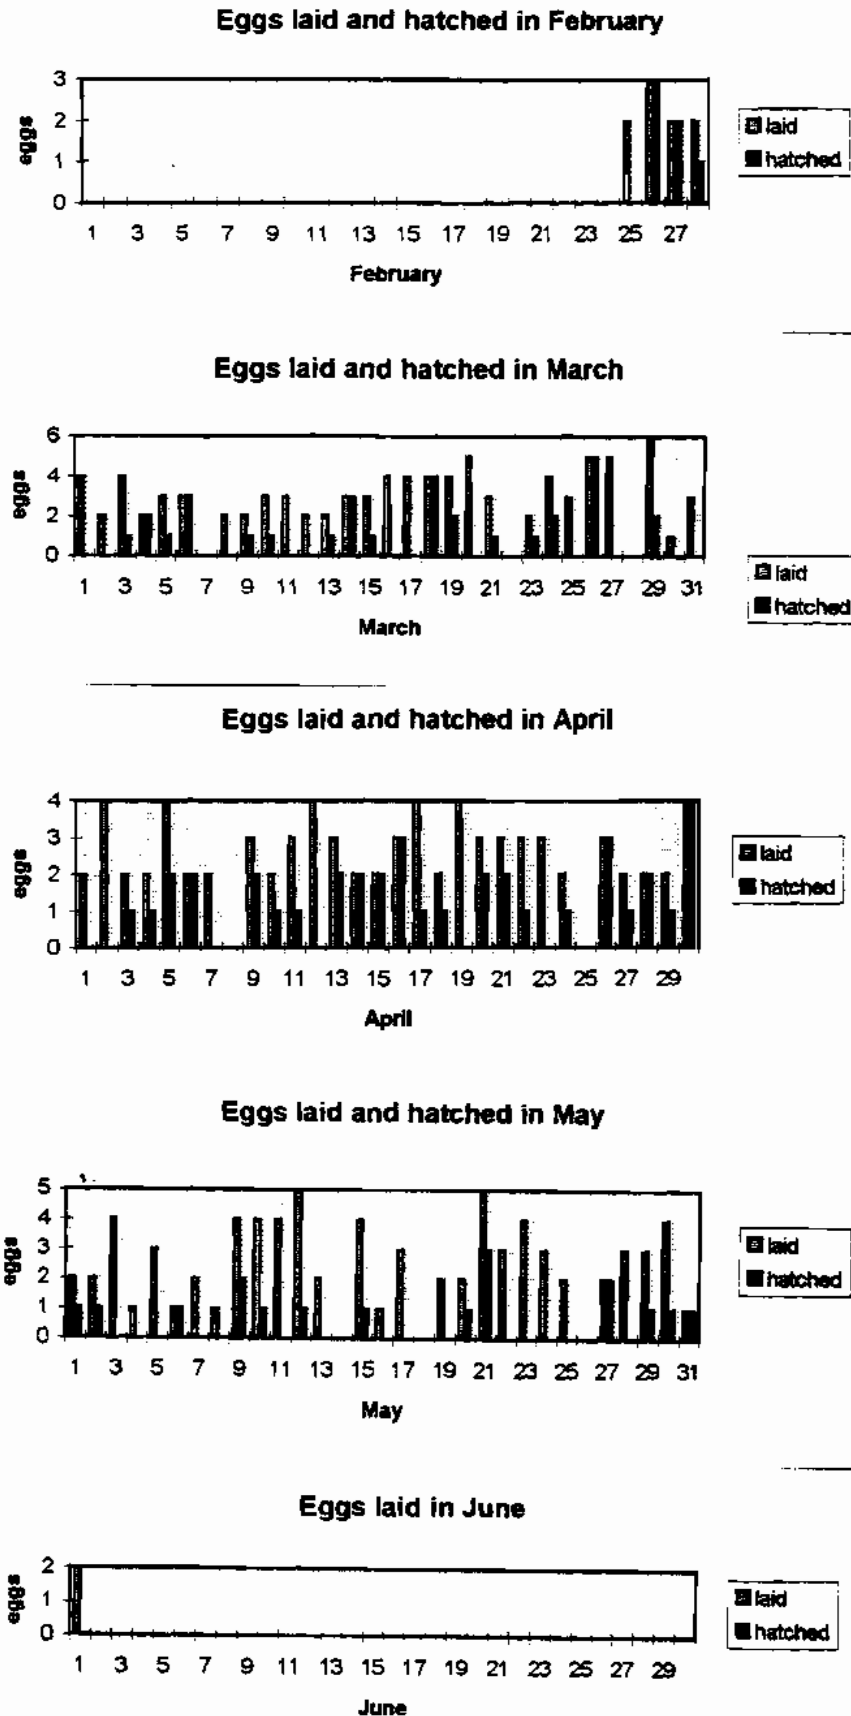 Eggs laid and hatched in February
3
2
1
0
eggs
1 3 5 7 9 11 13 15 17 19 21 23 25 27
February
laid
hatched
Eggs laid and hatched in March
6
4
2
0
eggs
1 3 5 7 9 11 13 15 17 19 21 23 25 27 29 31
March
laid
hatched
Eggs laid and hatched in April
4
3
2
1
0
eggs
1 3 5 7 9 11 13 15 17 19 21 23 25 27 29
April
laid
hatched
Eggs laid and hatched in May
5
4
3
2
1
0
eggs
1 3 5 7 9 11 13 15 17 19 21 23 25 27 29 31
May
laid
hatched
Eggs laid in June
2
1
0
eggs
1 3 5 7 9 11 13 15 17 19 21 23 25 27 29
June
laid
hatched